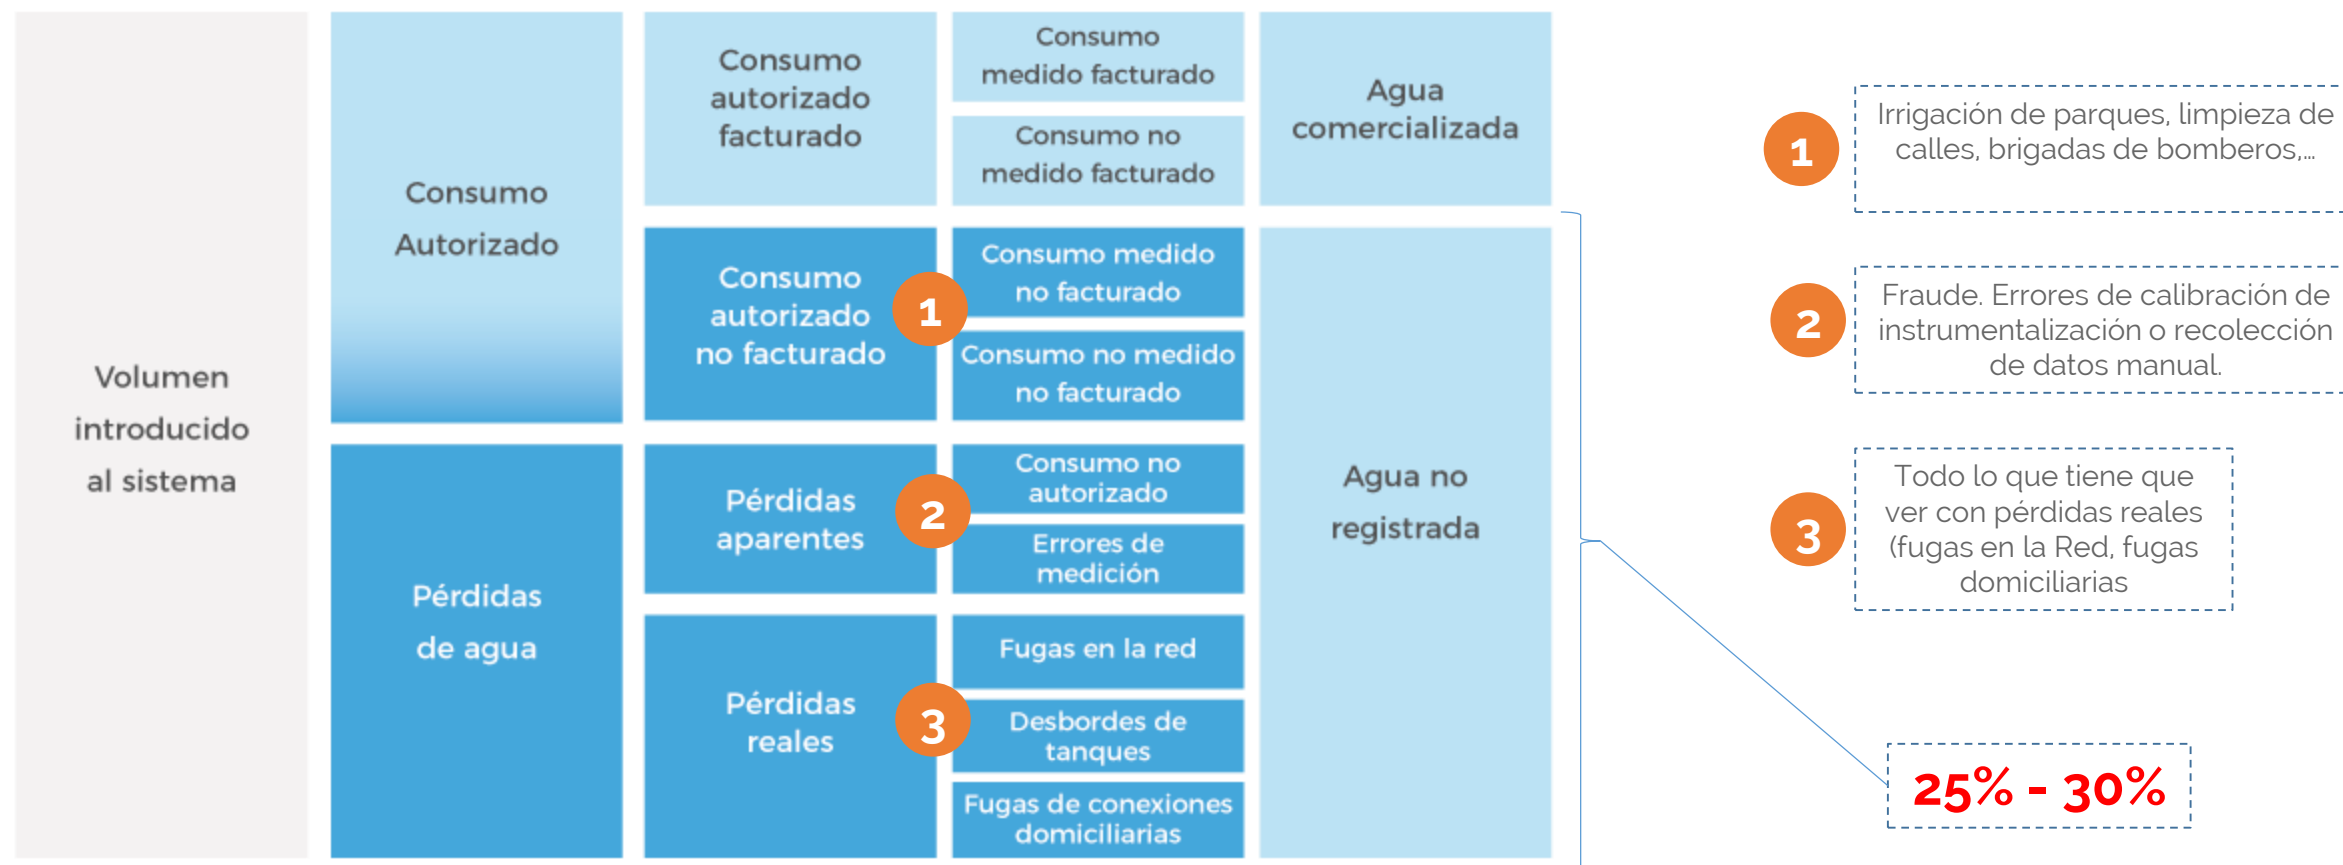 Volumen
introducido
al sistema
Consumo
Autorizado
Pérdidas
de agua
Consumo
autorizado
facturado
Consumo
autorizado
no facturado
1
Pérdidas
aparentes
2
Pérdidas
reales
3
Consumo
medido facturado
Consumo no
medido facturado
Consumo medido
no facturado
Consumo no medido
no facturado
Consumo no
autorizado
Errores de
medición
Fugas en la red
Desbordes de
tanques
Fugas de conexiones
domiciliarias
Agua
comercializada
Agua no
registrada
1
Irrigación de parques, limpieza de
calles, brigadas de bomberos,...
2
Fraude. Errores de calibración de
instrumentalización o recolección
de datos manual.
3
Todo lo que tiene que
ver con pérdidas reales
(fugas en la Red, fugas
domiciliarias
25% - 30%